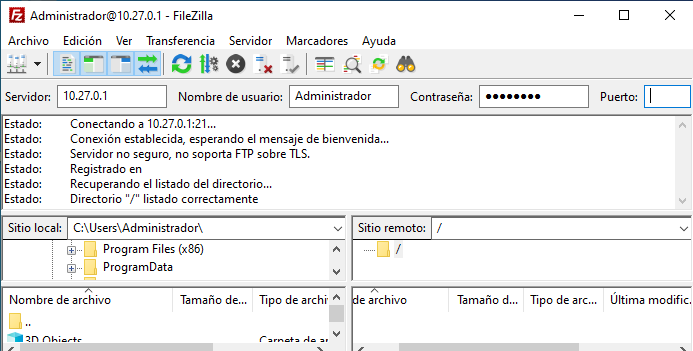 Administrador@10.27.0.1 - FileZilla
Archivo Edición Ver Transferencia Servidor Marcadores Ayuda
Servidor: 10.27.0.1 Nombre de usuario: Administrador Contraseña: ●●●●●●●● Puerto:
Estado: Conectando a 10.27.0.1:21...
Estado: Conexión establecida, esperando el mensaje de bienvenida...
Estado: Servidor no seguro, no soporta FTP sobre TLS.
Estado: Registrado en
Estado: Recuperando el listado del directorio...
Estado: Directorio "/" listado correctamente
Sitio local: C:\Users\Administrador\ Sitio remoto: /
Program Files (x86) /
ProgramData
Nombre de archivo Tamaño de... Tipo de archi de archivo Tamaño d... Tipo de arc... Última modific...
..
3D Objects Carpeta de ar